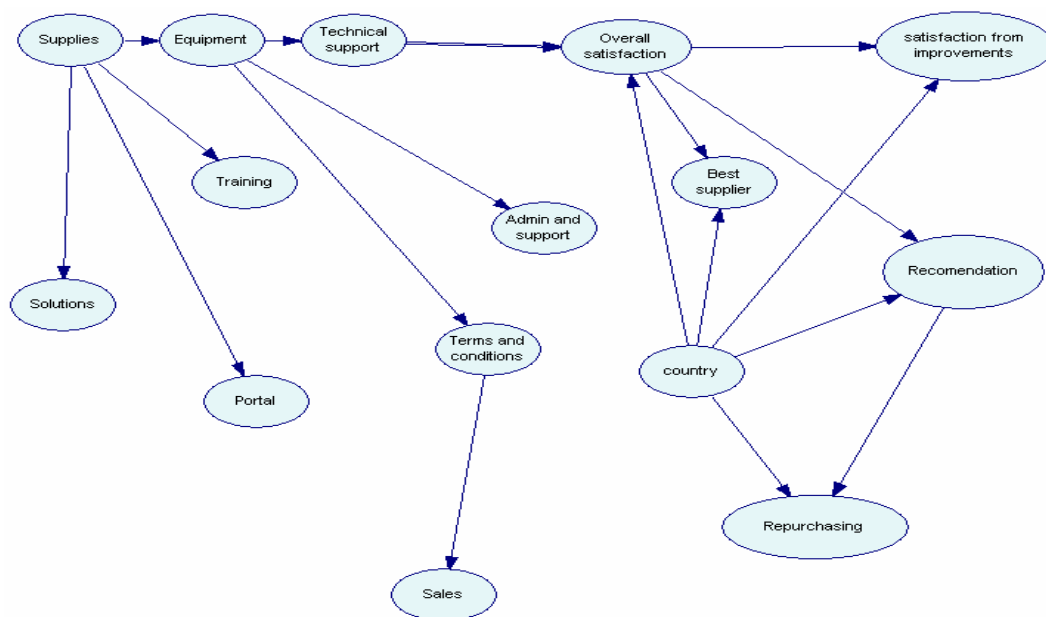 Supplies
Equipment
Technical
support
Overall
satisfaction
satisfaction from
improvements
Training
Best
supplier
Admin and
support
Recomendation
Solutions
Terms and
conditions
country
Portal
Repurchasing
Sales